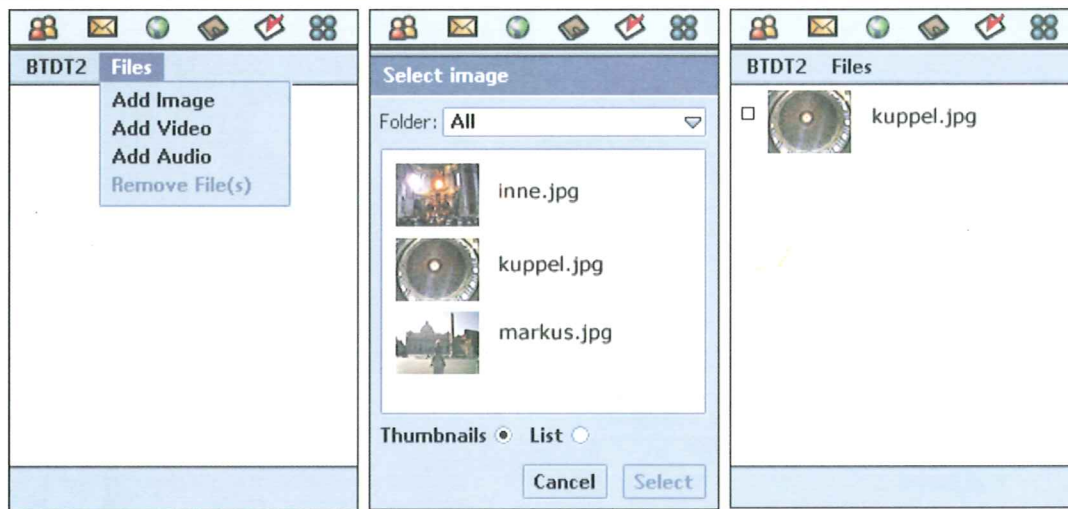 BTDT2 Files
Add Image
Add Video
Add Audio
Remove File(s)
Select image
Folder: All
inne.jpg
kuppel.jpg
markus.jpg
Thumbnails List
Cancel Select
BTDT2 Files
kuppel.jpg